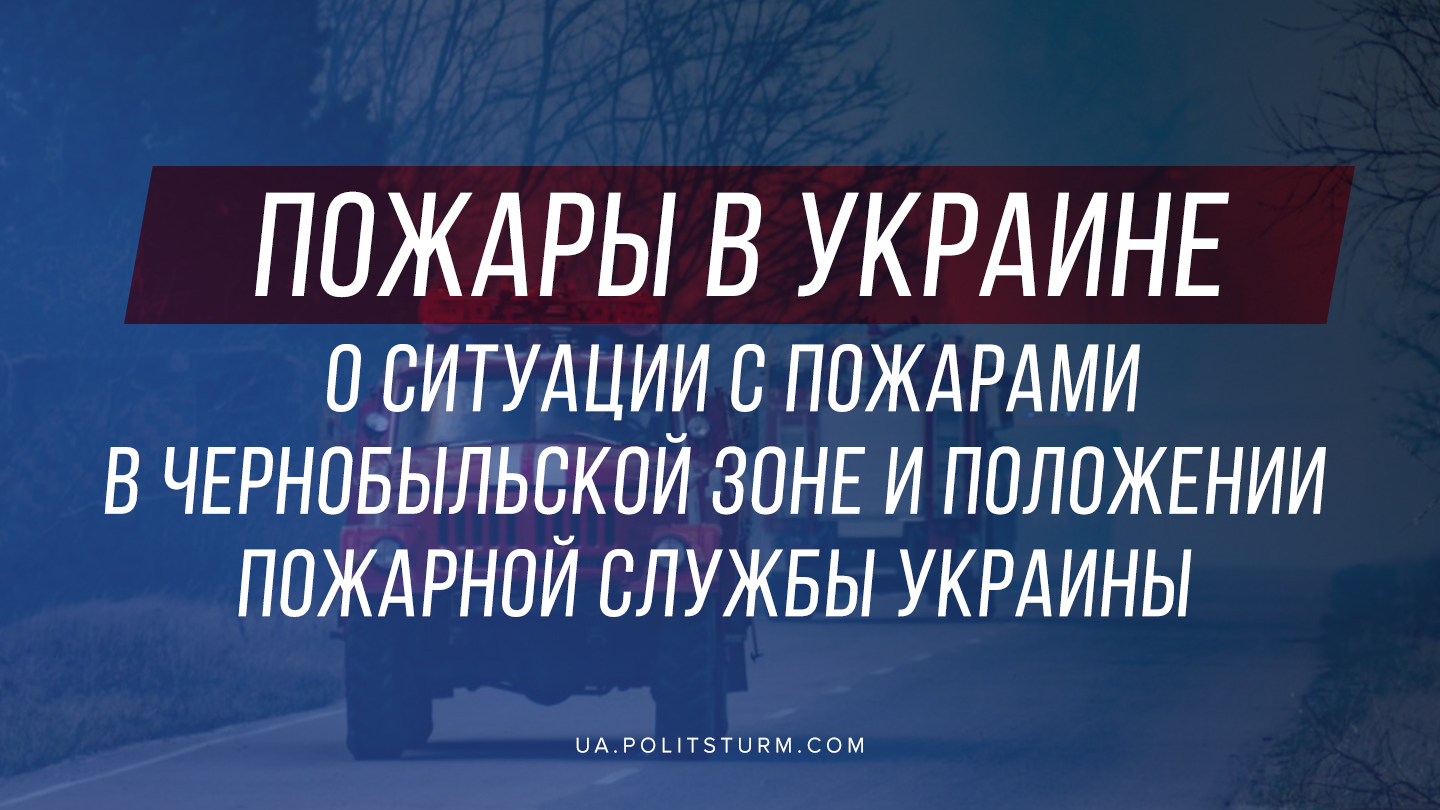 ПОЖАРЫ В УКРАИНЕ
О СИТУАЦИИ С ПОЖАРАМИ
В ЧЕРНОБЫЛЬСКОЙ ЗОНЕ И ПОЛОЖЕНИИ
ПОЖАРНОЙ СЛУЖБЫ УКРАИНЫ
UA.POLITSTURM.COM